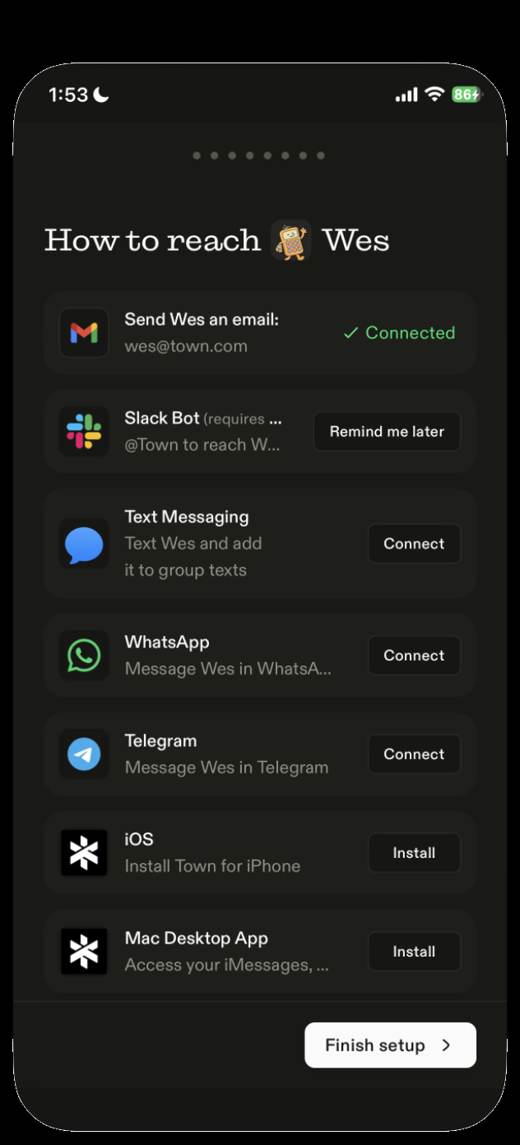 1:53
86
How to reach Wes
Send Wes an email:
wes@town.com
Connected
Slack Bot (requires ...
@Town to reach W...
Remind me later
Text Messaging
Text Wes and add
it to group texts
Connect
WhatsApp
Message Wes in WhatsA...
Connect
Telegram
Message Wes in Telegram
Connect
iOS
Install Town for iPhone
Install
Mac Desktop App
Access your iMessages, ...
Install
Finish setup